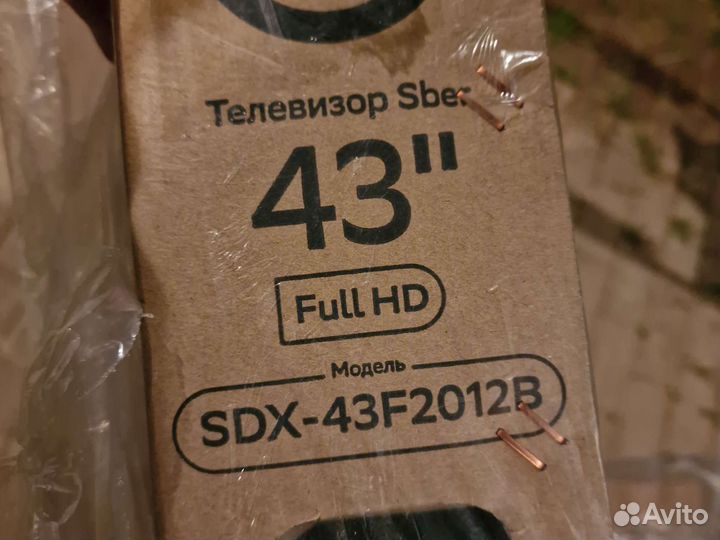 Телевизор Sber
43"
Full HD
Модель
SDX-43F2012B
Avito